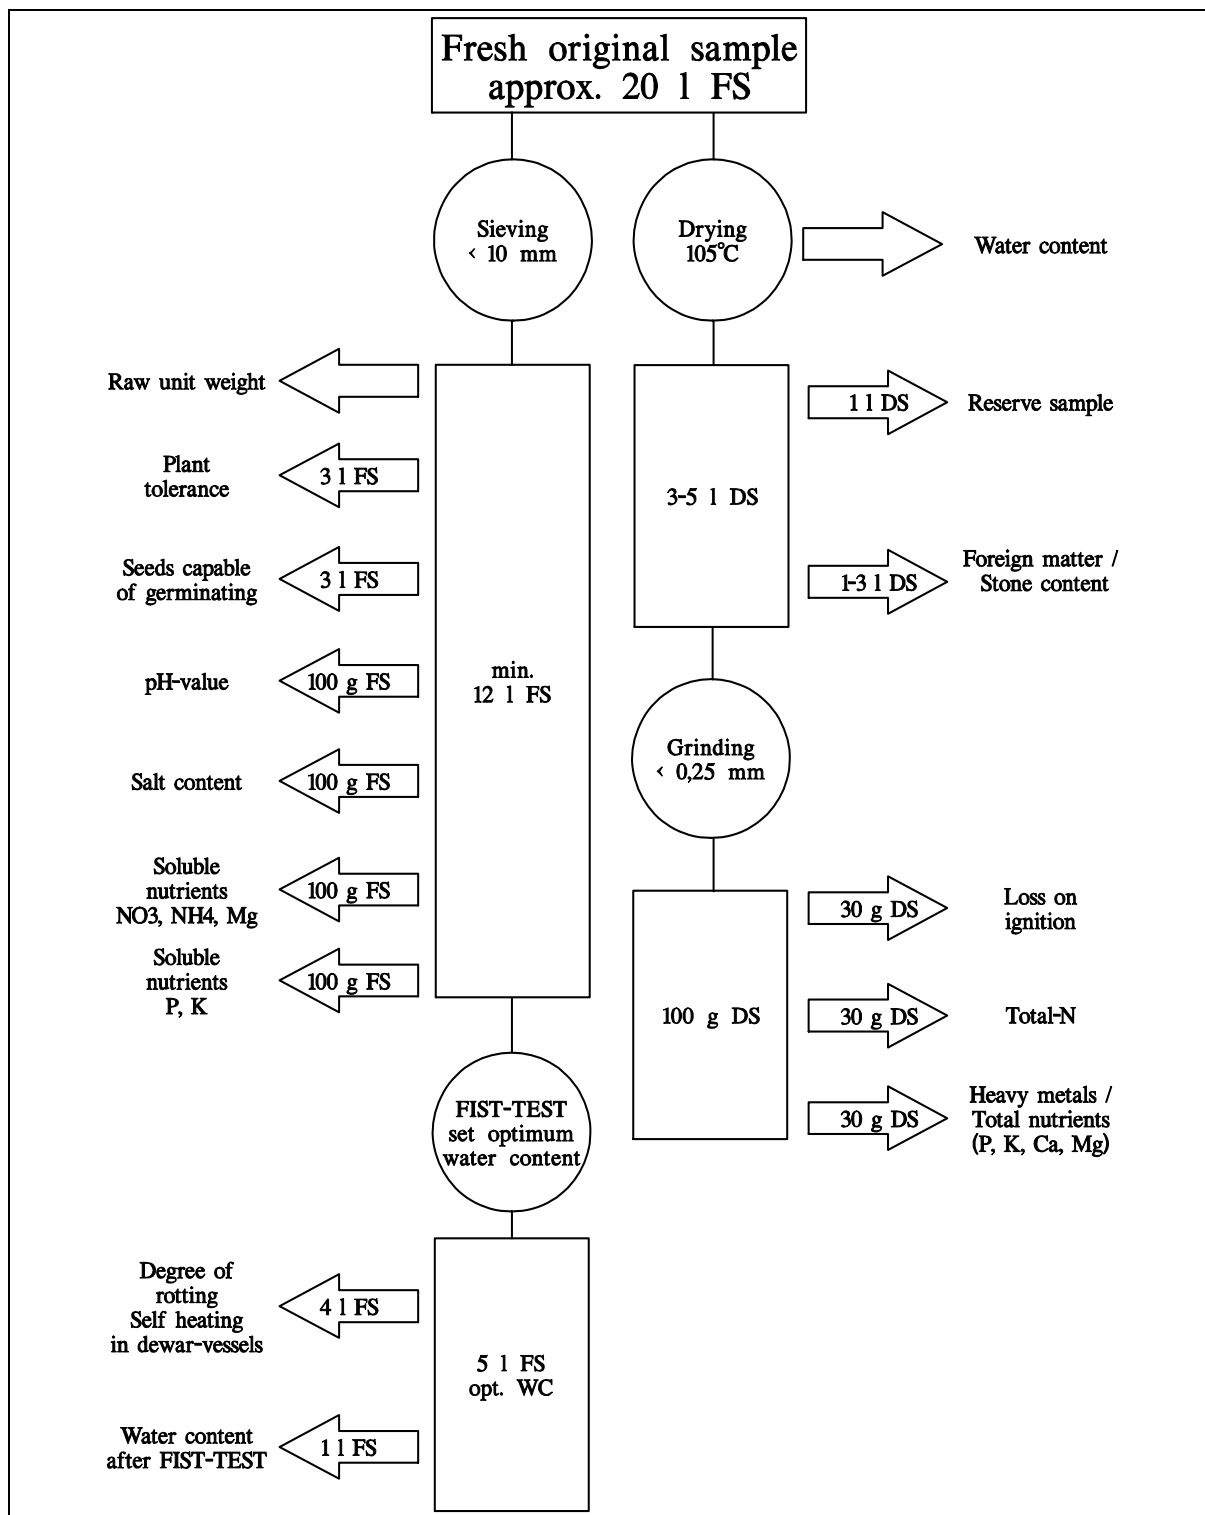 Fresh original sample
approx. 20 l FS
Sieving
< 10 mm
Drying
105°C
Water content
Raw unit weight
Plant
tolerance
3 l FS
Seeds capable
of germinating
3 l FS
pH-value
100 g FS
Salt content
100 g FS
Soluble
nutrients
NO3, NH4, Mg
100 g FS
Soluble
nutrients
P, K
100 g FS
min.
12 l FS
3-5 l DS
1 l DS
Reserve sample
1-3 l DS
Foreign matter /
Stone content
Grinding
< 0,25 mm
100 g DS
30 g DS
Loss on
ignition
30 g DS
Total-N
30 g DS
Heavy metals /
Total nutrients
(P, K, Ca, Mg)
FIST-TEST
set optimum
water content
Degree of
rotting
Self heating
in dewar-vessels
4 l FS
5 l FS
opt. WC
Water content
after FIST-TEST
1 l FS